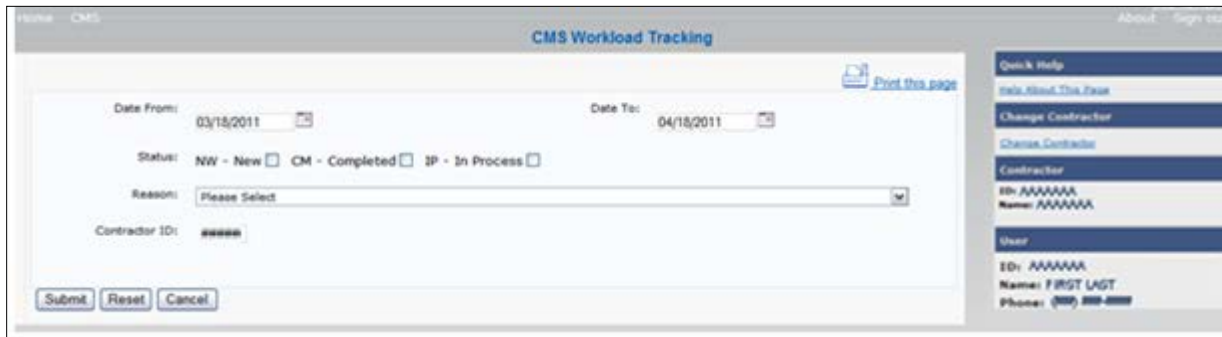 Home CMS
About Sign
CMS Workload Tracking
Print this page
Date From: 03/18/2011
Date To: 04/18/2011
Status: NW - New CM - Completed IP - In Process
Reason: Please Select
Contractor ID: #####
Submit Reset Cancel
Quick Help
Help About This Page
Change Contractor
Change Contractor
Contractor
ID: AAAAAAA
Name: AAAAAAA
User
ID: AAAAAAA
Name: FIRST LAST
Phone: (###) ###-####